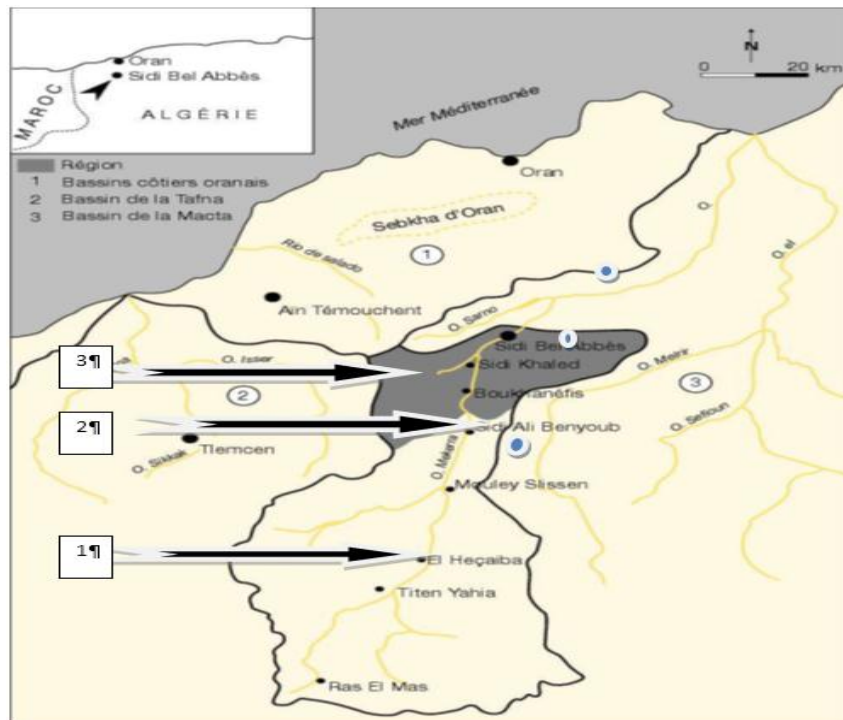 Oran
Sidi Bel Abbès
MAROC
ALGÉRIE
N
0 20 km
Mer Méditerranée
Région
1 Bassins côtiers oranais
2 Bassin de la Tafna
3 Bassin de la Macta
Oran
Sebkha d'Oran
1
Rio de salado
O.
O. el
Aïn Témouchent
O. Sarno
Sidi Bel Abbès
3¶
O. Isser
Sidi Khaled
O. Melrir
2
Boukhanéfis
3
2¶
Sidi Ali Benyoub
O. Sefioun
Tlemcen
O. Sikkak
O. Mekerra
Mouley Slissen
1¶
El Heçaiba
Titen Yahia
Ras El Mas